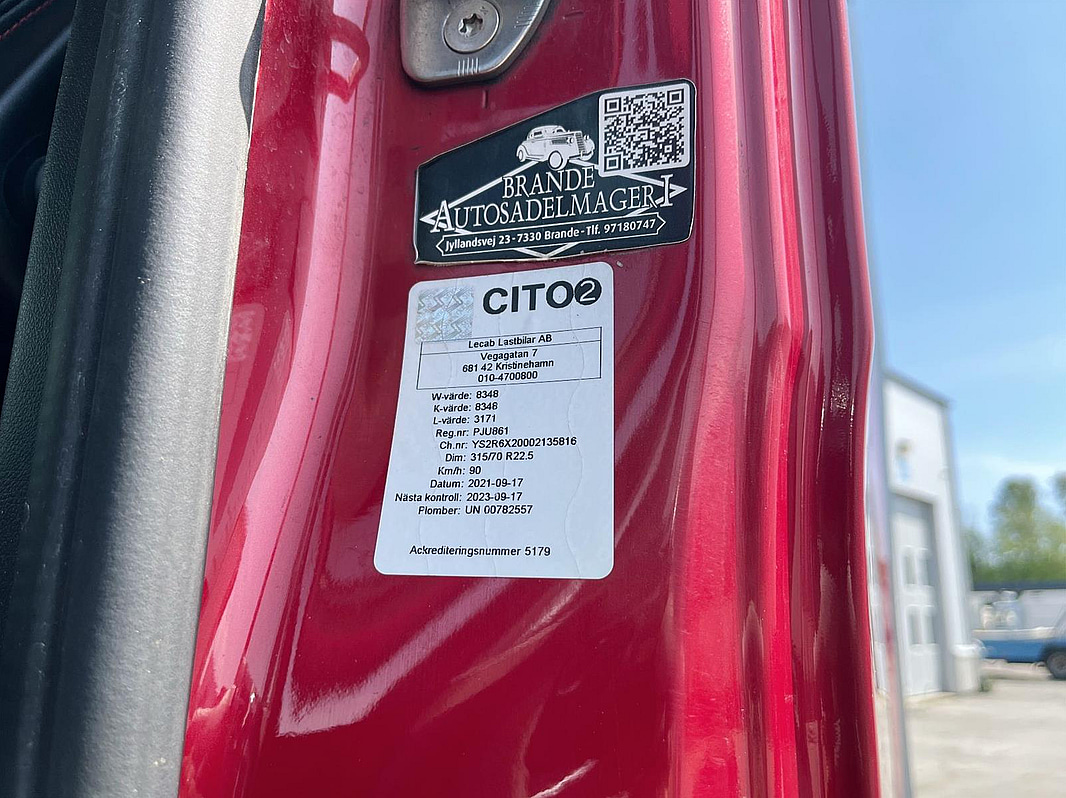 BRANDE
AUTOSADELMAGERI
Jyllandsvej 23 - 7330 Brande - Tlf. 97180747
CITO2
Lecab Lastbilar AB
Vegagatan 7
681 42 Kristinehamn
010-4700800
W-värde: 8348
K-värde: 8348
L-värde: 3171
Reg.nr: PJU861
Ch.nr: YS2R6X20002135816
Dim: 315/70 R22.5
Km/h: 90
Datum: 2021-09-17
Nästa kontroll: 2023-09-17
Plomber: UN 00782557
Ackrediteringsnummer 5179